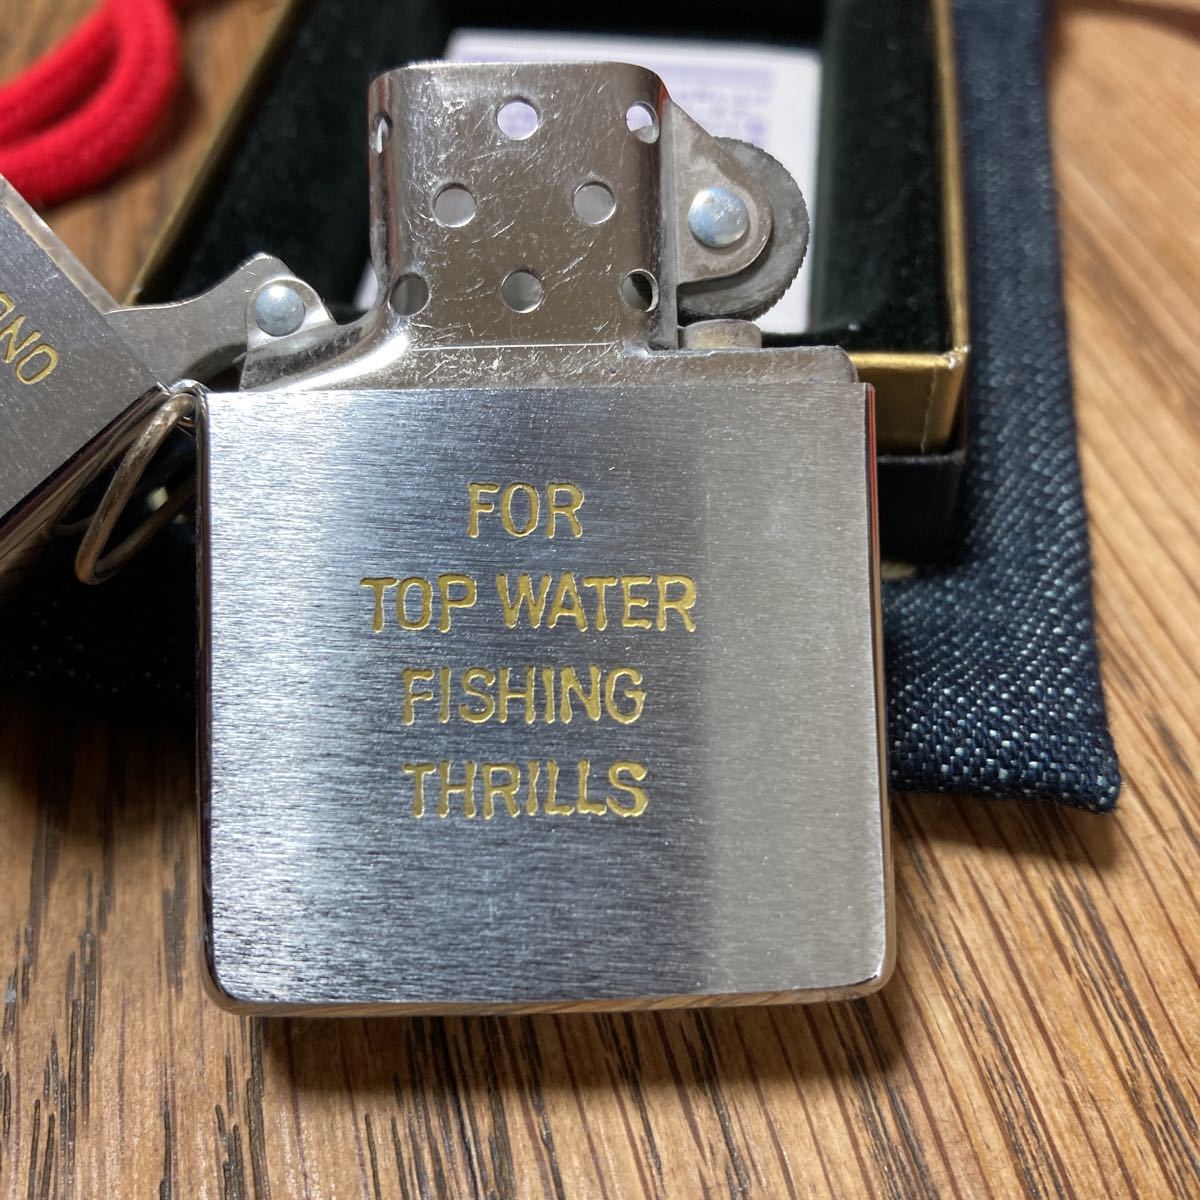 FOR
TOP WATER
FISHING
THRILLS